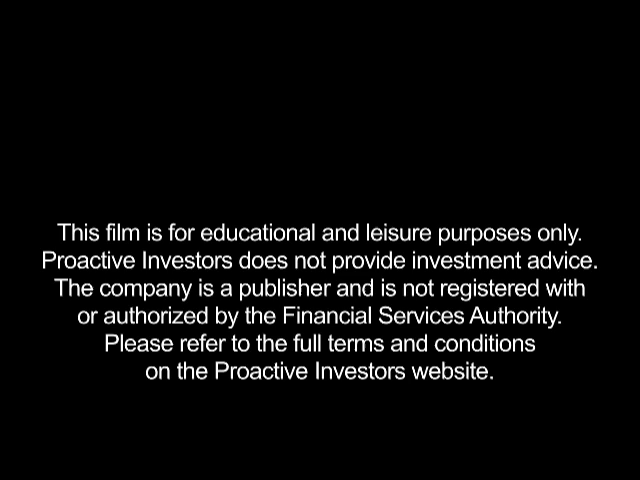 This film is for educational and leisure purposes only.
Proactive Investors does not provide investment advice.
The company is a publisher and is not registered with
or authorized by the Financial Services Authority.
Please refer to the full terms and conditions
on the Proactive Investors website.